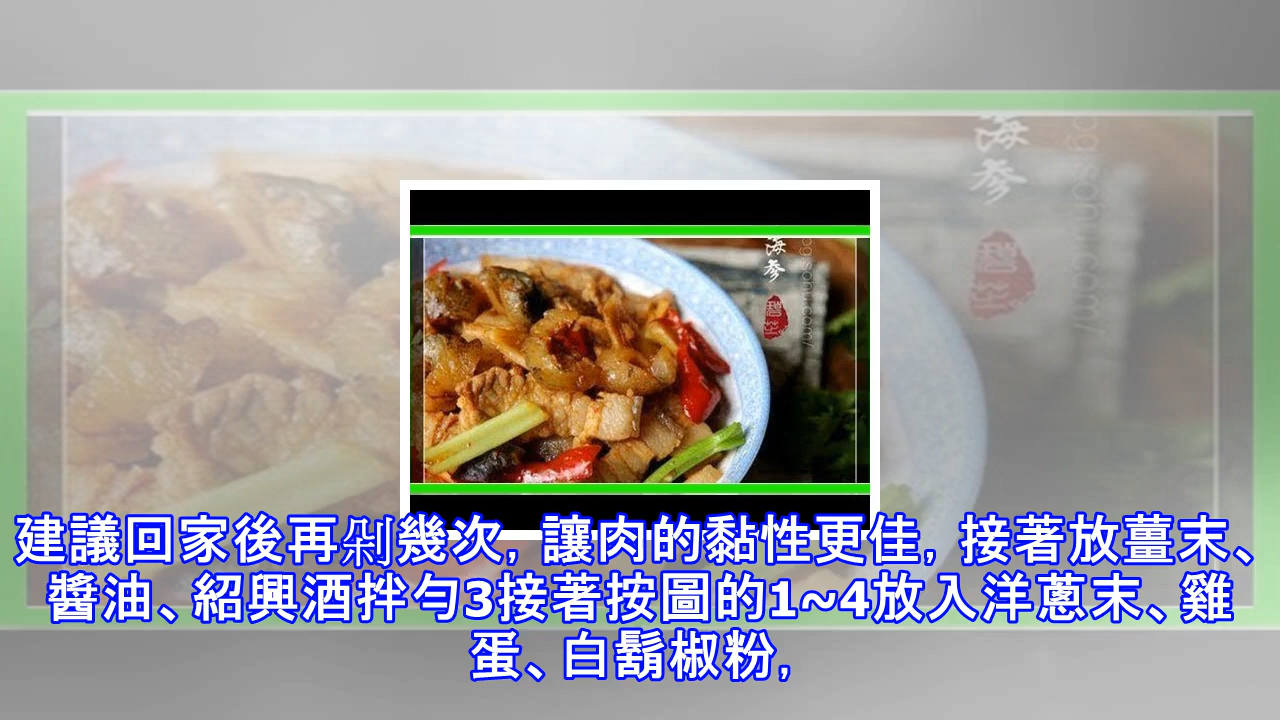 海参
碧芷
建議回家後再剁幾次, 讓肉的黏性更佳, 接著放薑末、
醬油、紹興酒拌勻3接著按圖的1~4放入洋蔥末、雞
蛋、白鬍椒粉,